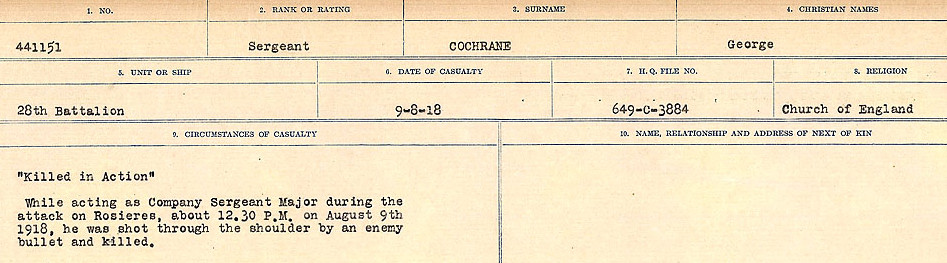 1. NO. 2. RANK OR RATING 3. SURNAME 4. CHRISTIAN NAMES
441151 Sergeant COCHRANE George
5. UNIT OR SHIP 6. DATE OF CASUALTY 7. H.Q. FILE NO. 8. RELIGION
28th Battalion 9-8-18 649-C-3884 Church of England
9. CIRCUMSTANCES OF CASUALTY 10. NAME, RELATIONSHIP AND ADDRESS OF NEXT OF KIN
"Killed in Action"
While acting as Company Sergeant Major during the
attack on Rosieres, about 12.30 P.M. on August 9th
1918, he was shot through the shoulder by an enemy
bullet and killed.